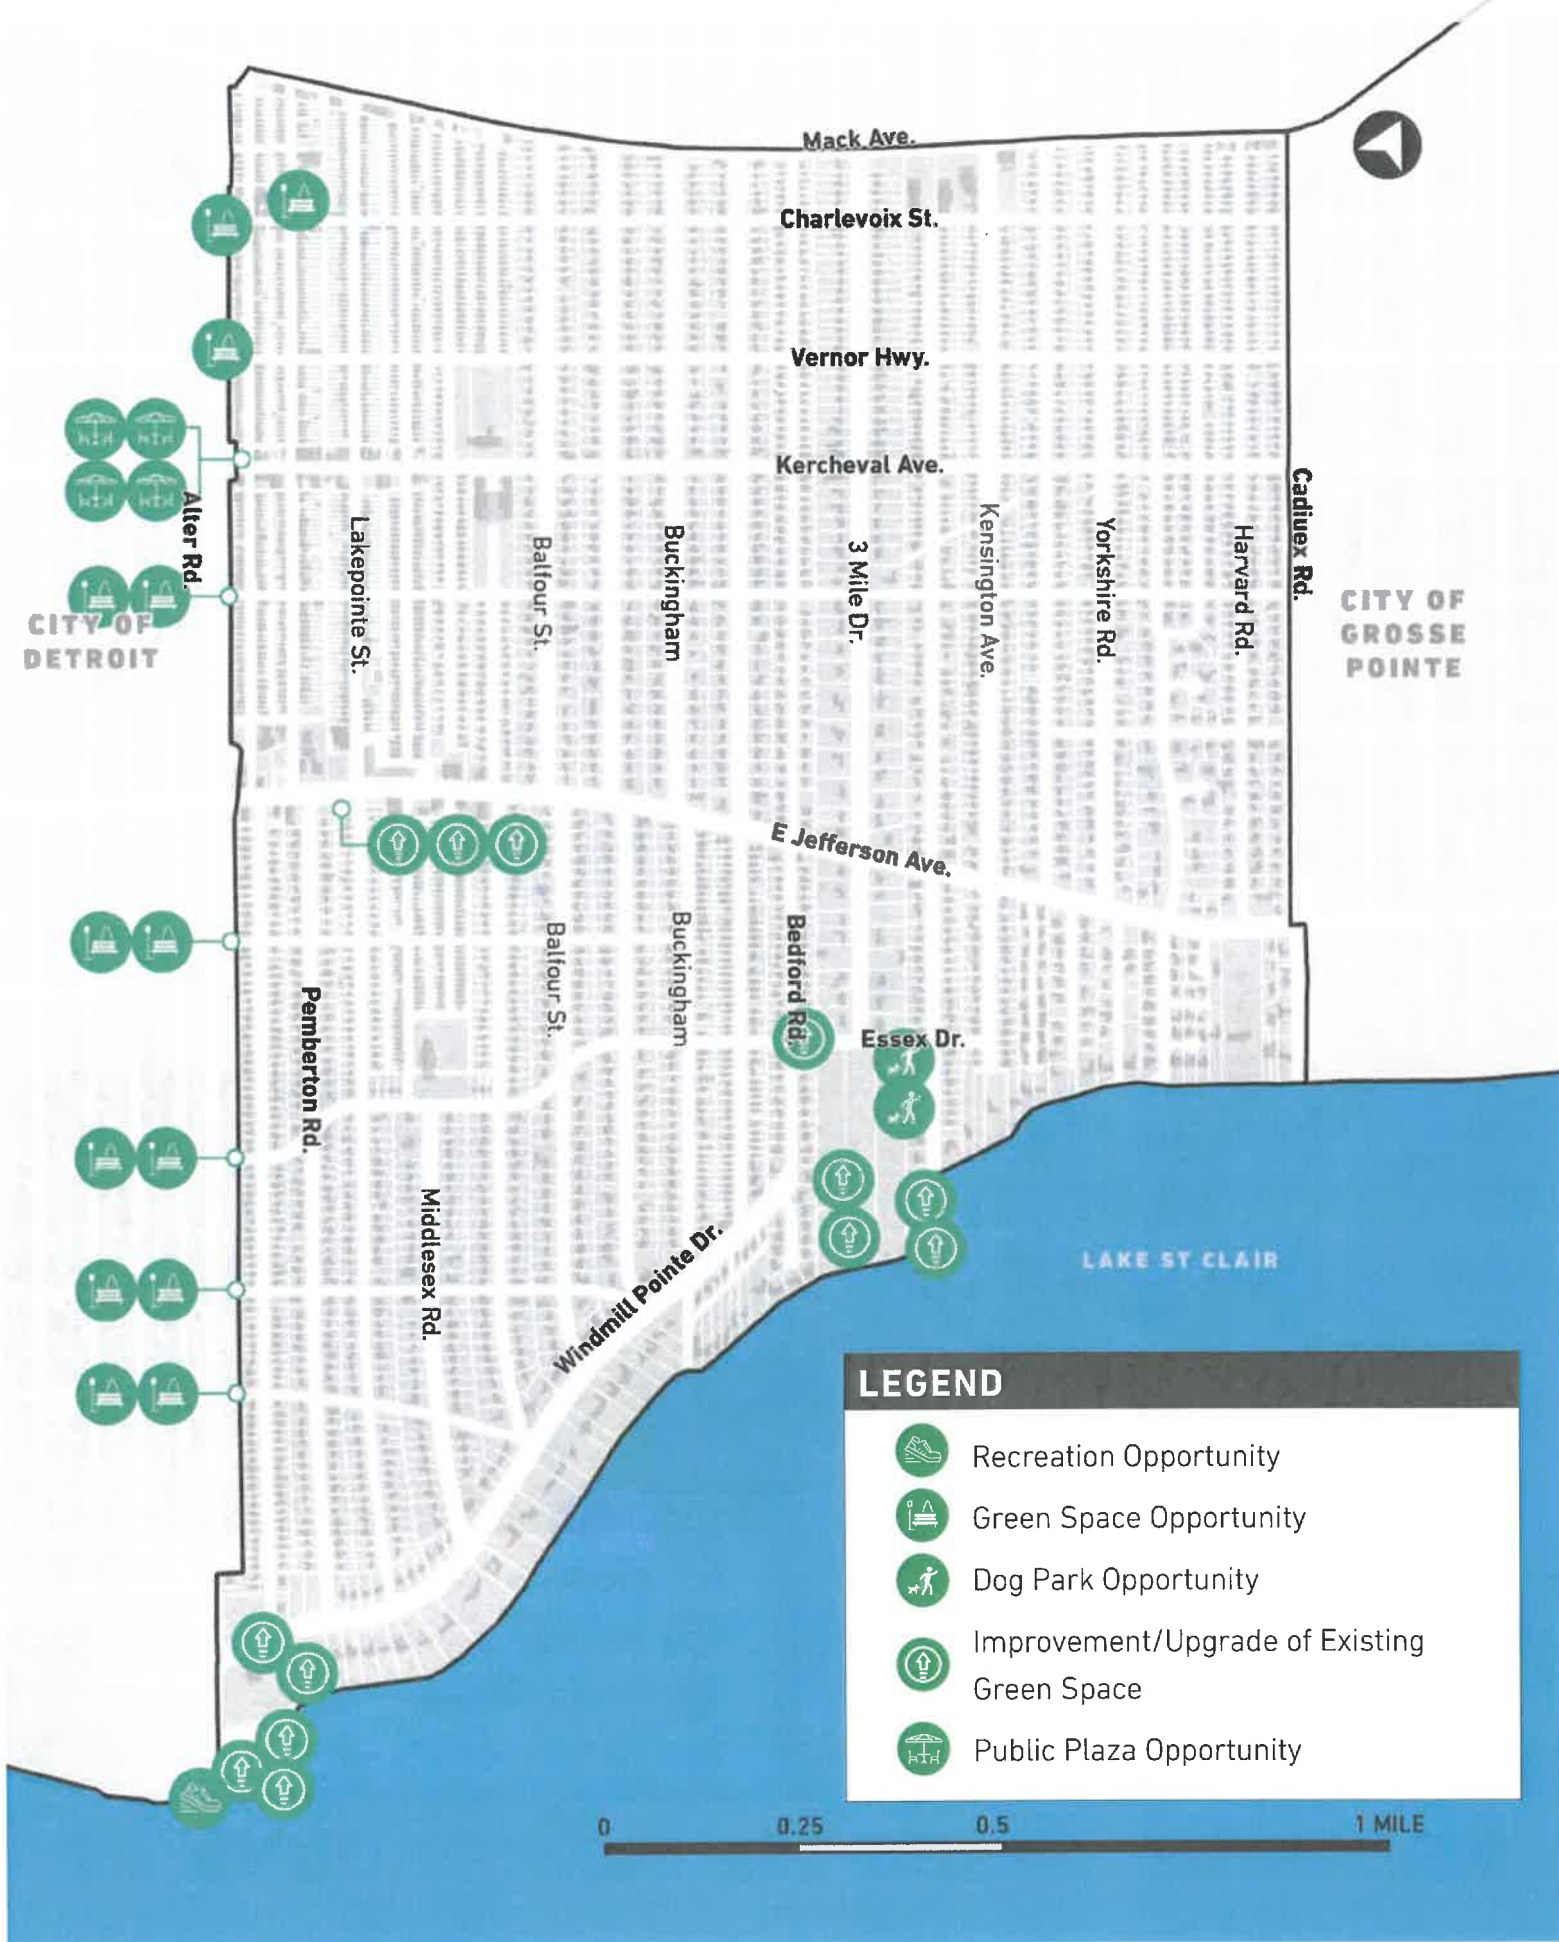 Mack Ave.
Charlevoix St.
Vernor Hwy.
Kercheval Ave.
Alter Rd.
Lakepointe St.
Balfour St.
Buckingham
3 Mile Dr.
Kensington Ave.
Yorkshire Rd.
Harvard Rd.
Cadiuex Rd.
CITY OF
DETROIT
CITY OF
GROSSE
POINTE
E Jefferson Ave.
Pemberton Rd.
Balfour St.
Buckingham
Bedford Rd.
Essex Dr.
Middlesex Rd.
Windmill Pointe Dr.
LAKE ST CLAIR
LEGEND
Recreation Opportunity
Green Space Opportunity
Dog Park Opportunity
Improvement/Upgrade of Existing
Green Space
Public Plaza Opportunity
0 0.25 0.5 1 MILE